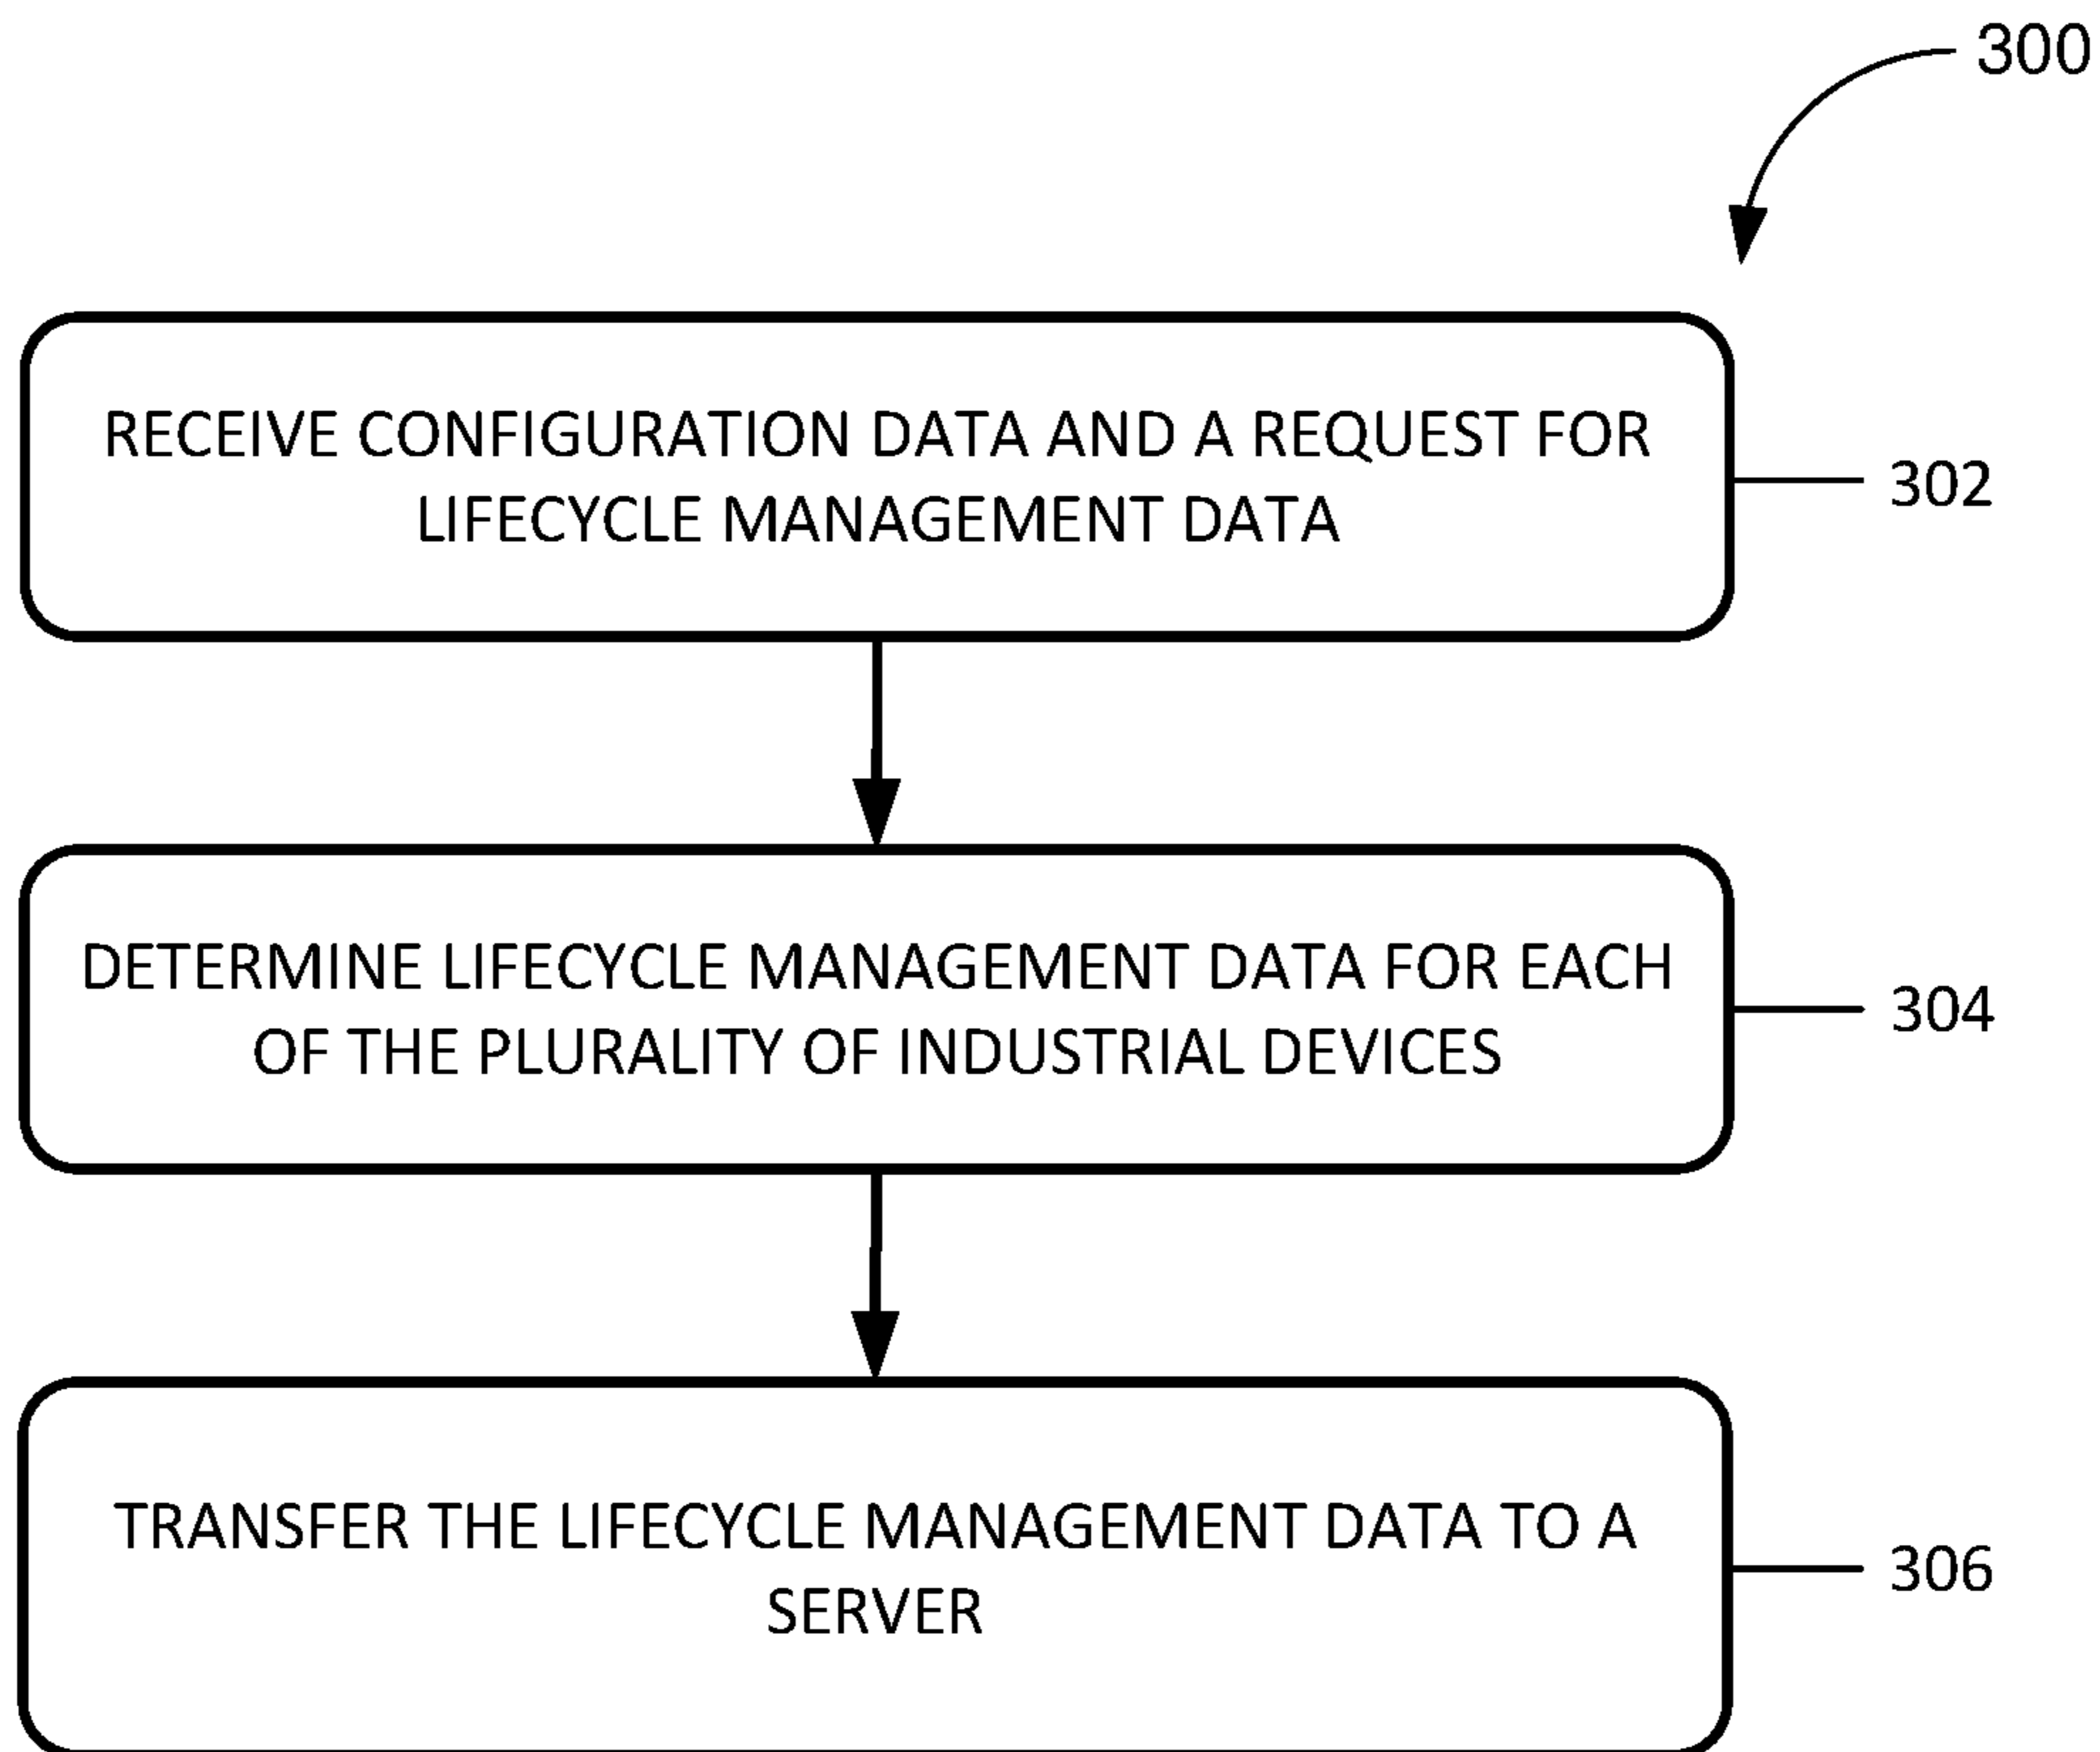 300
RECEIVE CONFIGURATION DATA AND A REQUEST FOR
LIFECYCLE MANAGEMENT DATA
302
DETERMINE LIFECYCLE MANAGEMENT DATA FOR EACH
OF THE PLURALITY OF INDUSTRIAL DEVICES
304
TRANSFER THE LIFECYCLE MANAGEMENT DATA TO A
SERVER
306